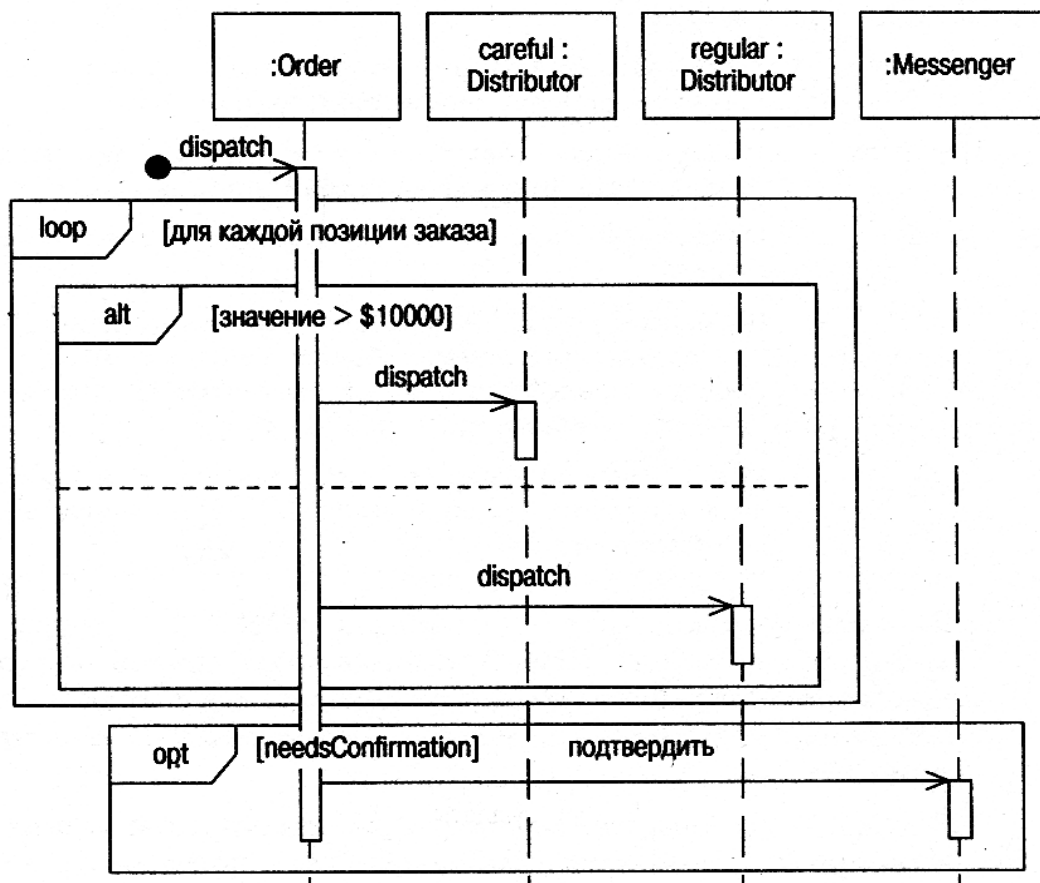 :Order
careful :
Distributor
regular :
Distributor
:Messenger
dispatch
loop
[для каждой позиции заказа]
alt
[значение > $10000]
dispatch
dispatch
opt
[needsConfirmation]
подтвердить